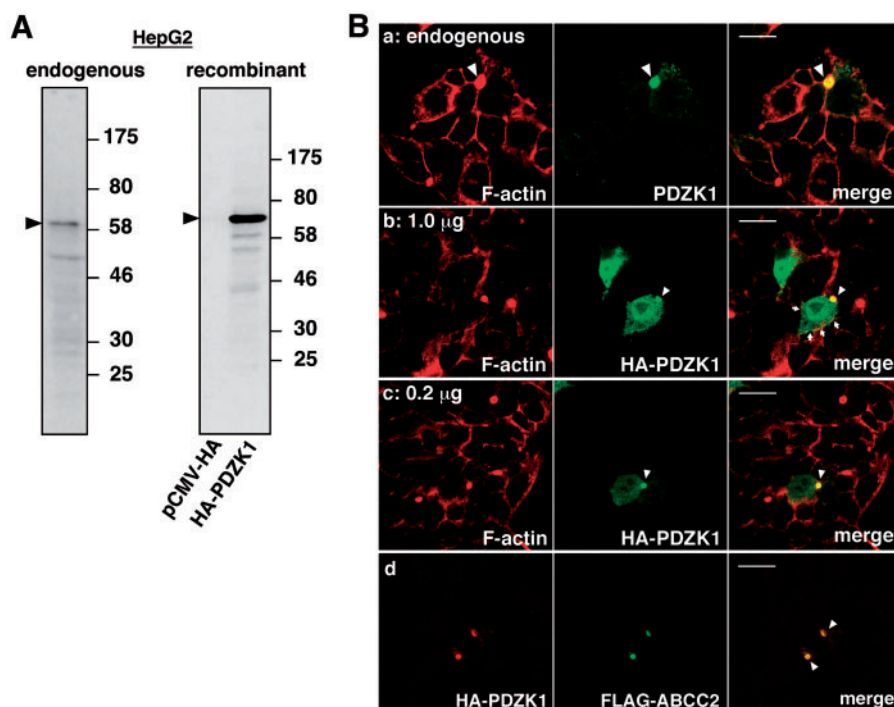 A
HepG2
endogenous
recombinant
175
80
58
46
30
25
175
80
58
46
30
25
pCMV-HA
HA-PDZK1
B
a: endogenous
F-actin
PDZK1
merge
b: 1.0 μg
F-actin
HA-PDZK1
merge
c: 0.2 μg
F-actin
HA-PDZK1
merge
d
HA-PDZK1
FLAG-ABCC2
merge